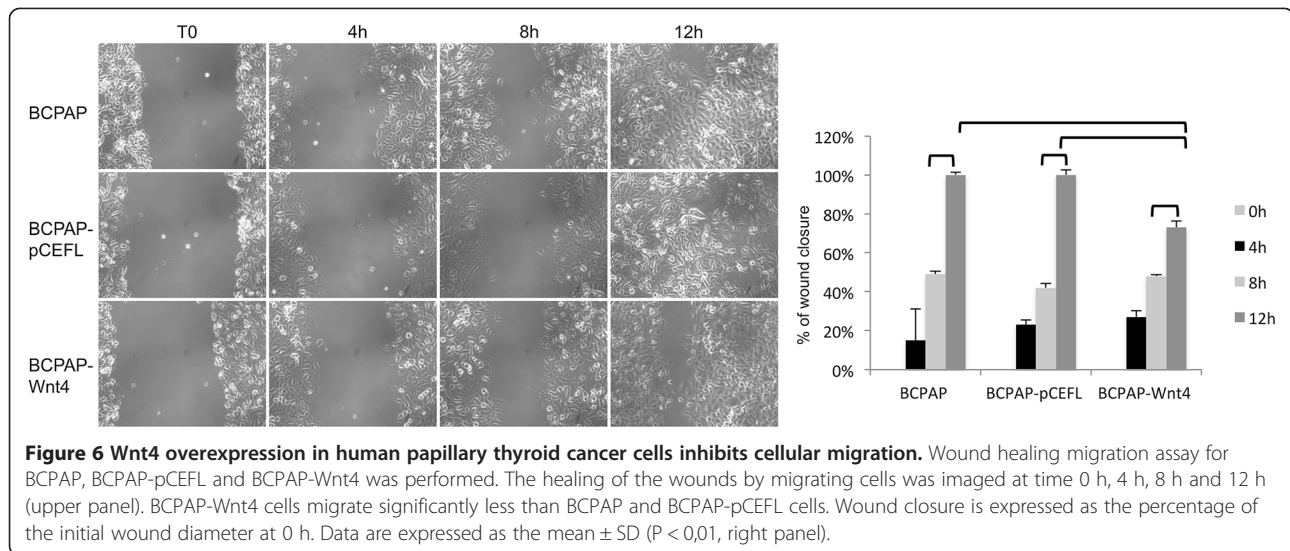 T0 4h 8h 12h
BCPAP
BCPAP-
pCEFL
BCPAP-
Wnt4
% of wound closure
120%
100%
80%
60%
40%
20%
0%
BCPAP BCPAP-pCEFL BCPAP-Wnt4
0h
4h
8h
12h
Figure 6 Wnt4 overexpression in human papillary thyroid cancer cells inhibits cellular migration. Wound healing migration assay for
BCPAP, BCPAP-pCEFL and BCPAP-Wnt4 was performed. The healing of the wounds by migrating cells was imaged at time 0 h, 4 h, 8 h and 12 h
(upper panel). BCPAP-Wnt4 cells migrate significantly less than BCPAP and BCPAP-pCEFL cells. Wound closure is expressed as the percentage of
the initial wound diameter at 0 h. Data are expressed as the mean ± SD (P < 0,01, right panel).